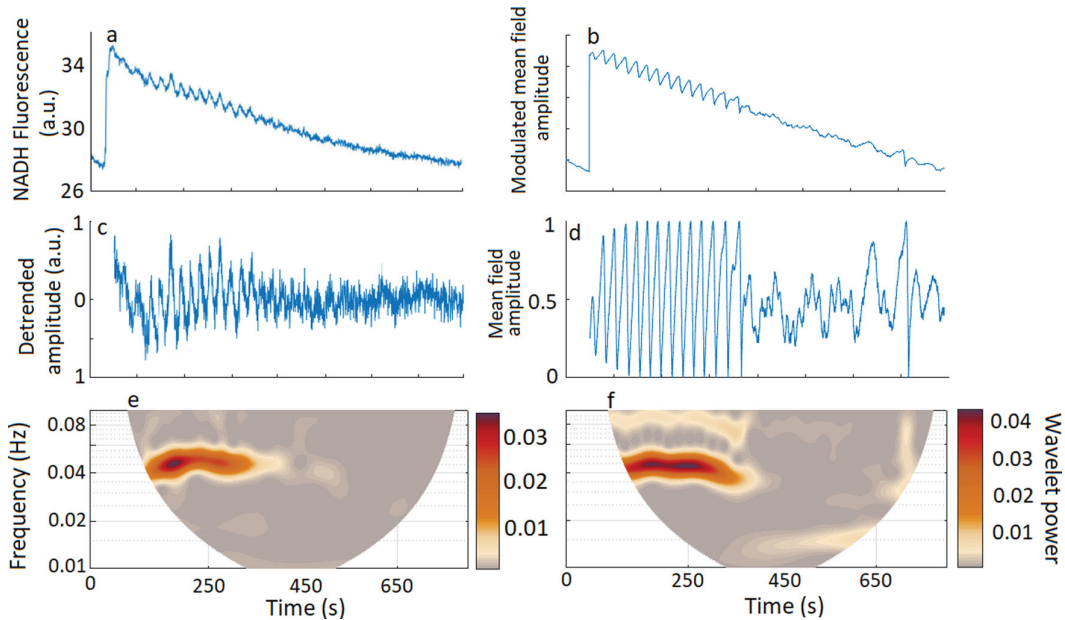 a
NADH Fluorescence
(a.u.)
34
30
26
b
Modulated mean field
amplitude
c
Detrended
amplitude (a.u.)
1
0
1
d
Mean field
amplitude
1
0.5
0
e
Frequency (Hz)
0.08
0.04
0.02
0.01
0
250
450
650
Time (s)
0.03
0.02
0.01
f
0
250
450
650
Time (s)
0.04
0.03
0.02
0.01
Wavelet power